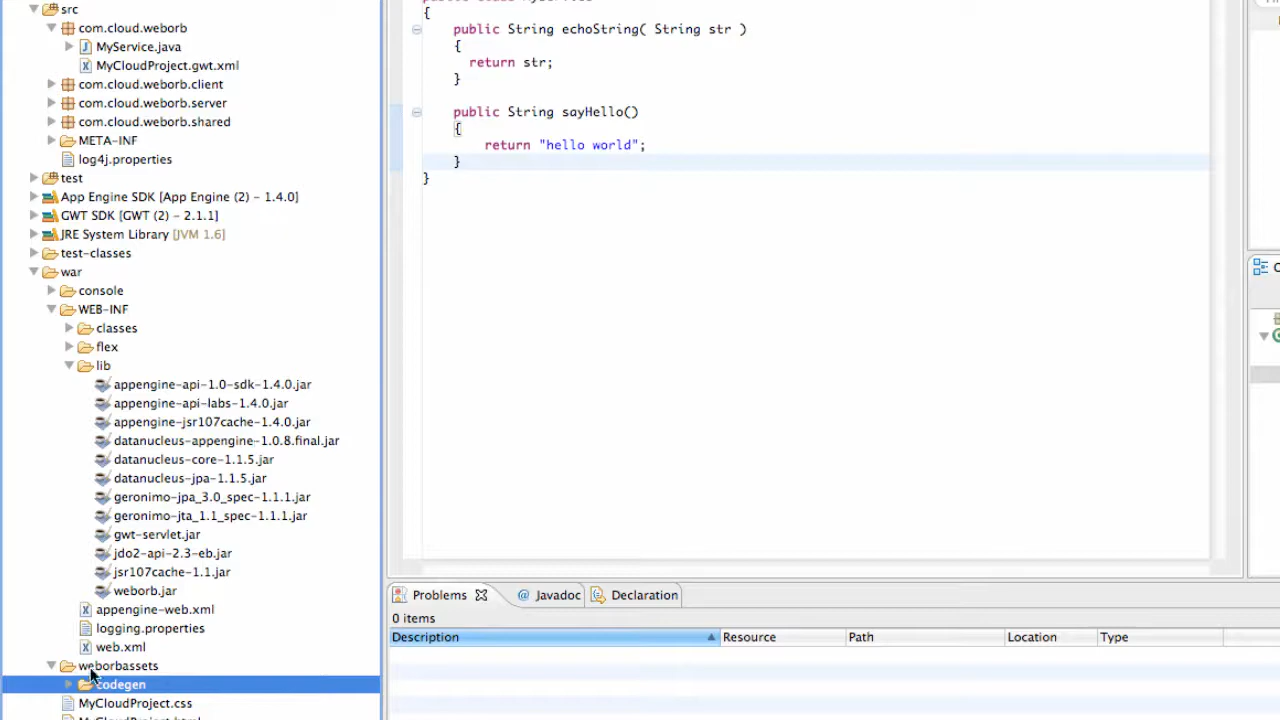 src
com.cloud.weborb
MyService.java
MyCloudProject.gwt.xml
com.cloud.weborb.client
com.cloud.weborb.server
com.cloud.weborb.shared
META-INF
log4j.properties
test
App Engine SDK [App Engine (2) - 1.4.0]
GWT SDK [GWT (2) - 2.1.1]
JRE System Library [JVM 1.6]
test-classes
war
console
WEB-INF
classes
flex
lib
appengine-api-1.0-sdk-1.4.0.jar
appengine-api-labs-1.4.0.jar
appengine-jsr107cache-1.4.0.jar
datanucleus-appengine-1.0.8.final.jar
datanucleus-core-1.1.5.jar
datanucleus-jpa-1.1.5.jar
geronimo-jpa_3.0_spec-1.1.1.jar
geronimo-jta_1.1_spec-1.1.1.jar
gwt-servlet.jar
jdo2-api-2.3-eb.jar
jsr107cache-1.1.jar
weborb.jar
appengine-web.xml
logging.properties
web.xml
weborbassets
codegen
MyCloudProject.css
{
public String echoString( String str )
{
return str;
}
public String sayHello()
{
return "hello world";
}
}
Problems
@ Javadoc
Declaration
0 items
Description Resource Path Location Type